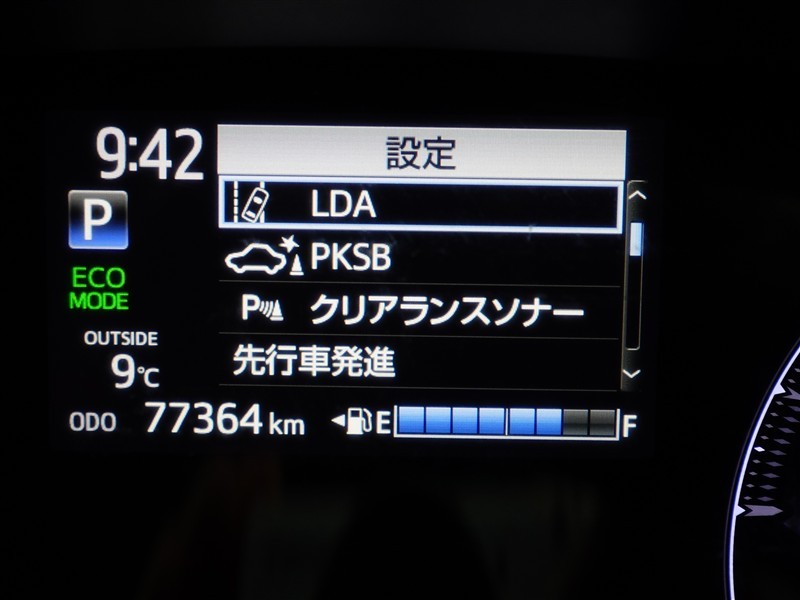 9:42
設定
LDA
P
PKSB
ECO
MODE
P クリアランスソナー
OUTSIDE
先行車発進
9℃
ODO 77364 km E F